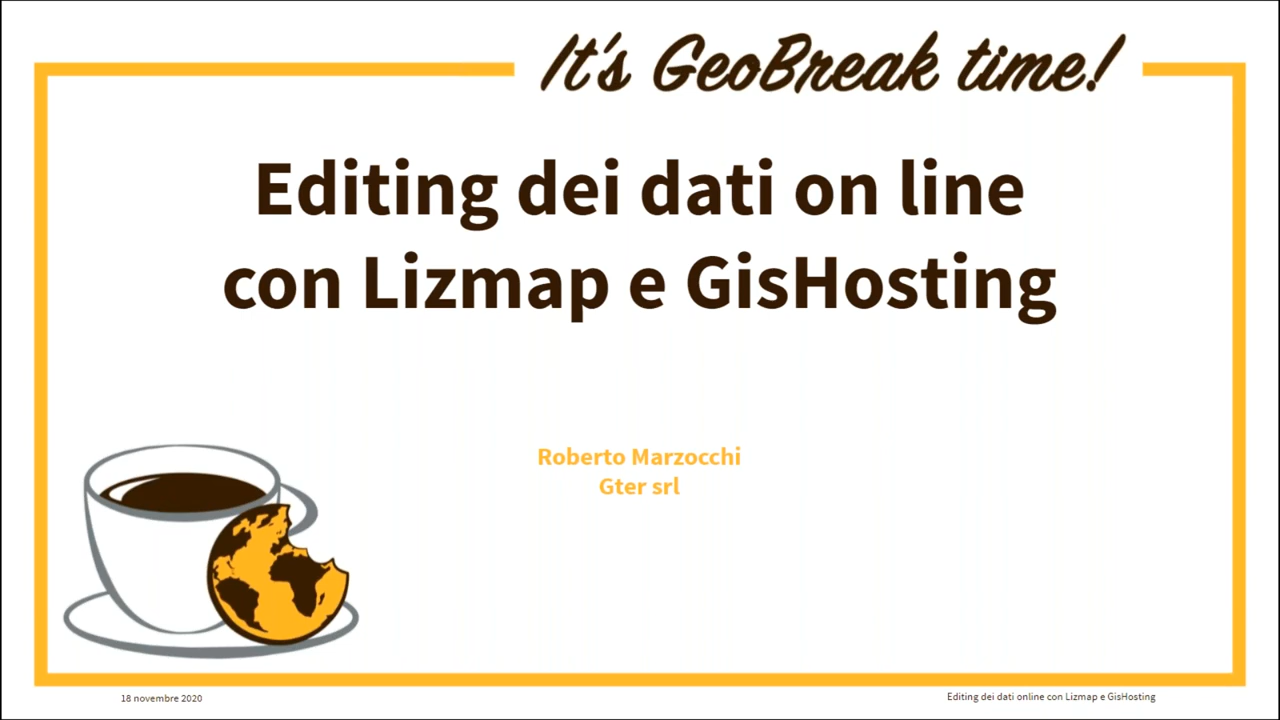 It's GeoBreak time!
Editing dei dati on line
con Lizmap e GisHosting
Roberto Marzocchi
Gter srl
18 novembre 2020
Editing dei dati online con Lizmap e GisHosting